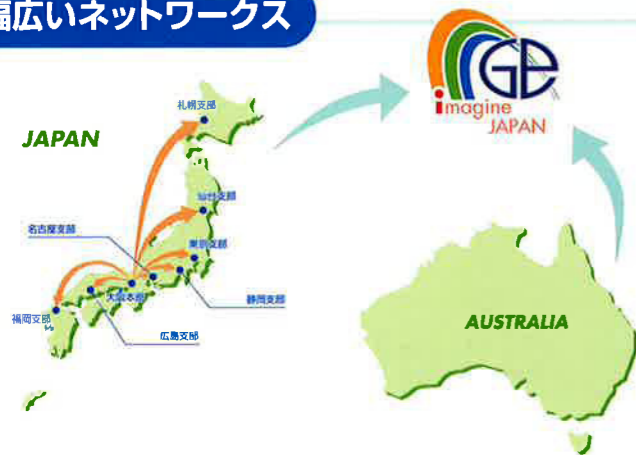 幅広いネットワークス
GE
imagine
JAPAN
JAPAN
札幌支部
仙台支部
名古屋支部
東京支部
大阪本部
静岡支部
福岡支部
広島支部
AUSTRALIA